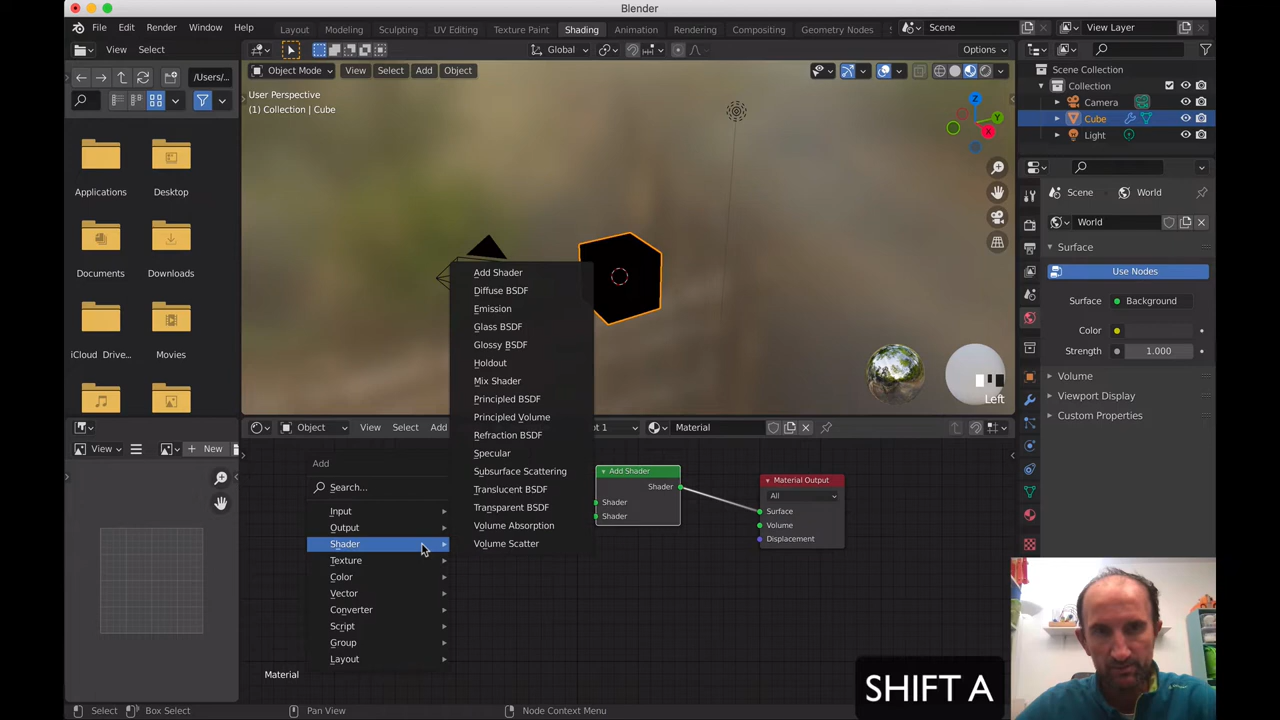 Blender
File Edit Render Window Help
Layout Modeling Sculpting UV Editing Texture Paint Shading Animation Rendering Compositing Geometry Nodes
Scene
View Layer
View Select
Global
Options
/Users/...
Object Mode View Select Add Object
User Perspective
(1) Collection | Cube
Z
Y
X
Applications
Desktop
Documents
Downloads
iCloud Drive...
Movies
Left
Scene Collection
Collection
Camera
Cube
Light
Scene
World
World
Surface
Use Nodes
Surface
Background
Color
Strength
1.000
Volume
Viewport Display
Custom Properties
View
New
Object
View
Select
Add
t 1
Material
Add
Search...
Input
Output
Shader
Texture
Color
Vector
Converter
Script
Group
Layout
Add Shader
Diffuse BSDF
Emission
Glass BSDF
Glossy BSDF
Holdout
Mix Shader
Principled BSDF
Principled Volume
Refraction BSDF
Specular
Subsurface Scattering
Translucent BSDF
Transparent BSDF
Volume Absorption
Volume Scatter
Add Shader
Shader
Shader
Shader
Material Output
All
Surface
Volume
Displacement
Material
SHIFT A
Select
Box Select
Pan View
Node Context Menu